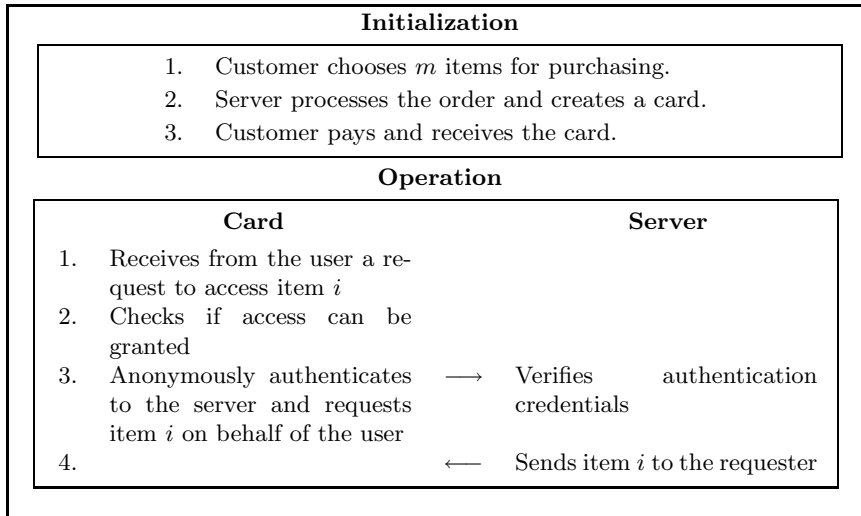 Initialization
1. Customer chooses m items for purchasing.
2. Server processes the order and creates a card.
3. Customer pays and receives the card.
Operation
Card Server
1. Receives from the user a re-
quest to access item i
2. Checks if access can be
granted
3. Anonymously authenticates ⟶ Verifies authentication
to the server and requests credentials
item i on behalf of the user
4. ⟵ Sends item i to the requester